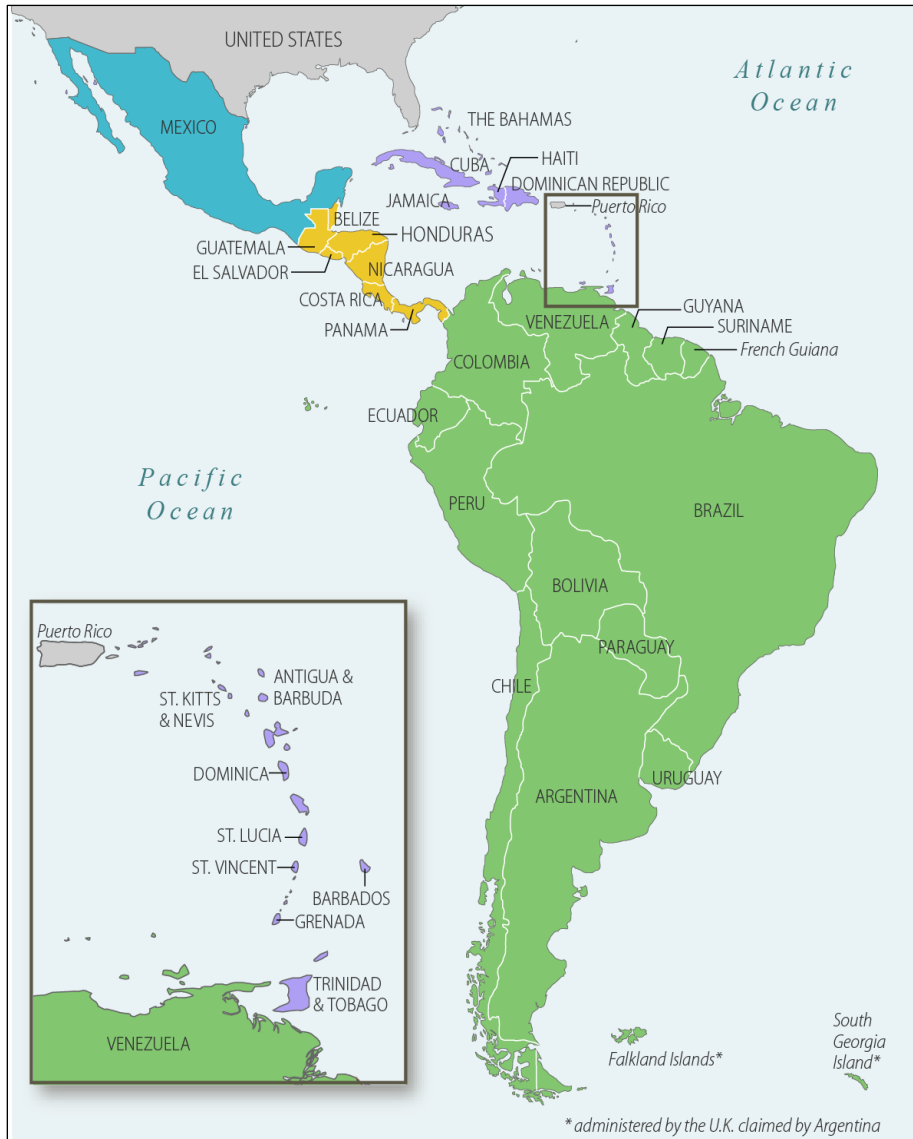 UNITED STATES
Atlantic
Ocean
MEXICO
THE BAHAMAS
CUBA
HAITI
DOMINICAN REPUBLIC
JAMAICA
Puerto Rico
BELIZE
HONDURAS
GUATEMALA
EL SALVADOR
NICARAGUA
COSTA RICA
PANAMA
VENEZUELA
GUYANA
SURINAME
French Guiana
COLOMBIA
ECUADOR
Pacific
Ocean
PERU
BRAZIL
BOLIVIA
PARAGUAY
CHILE
URUGUAY
ARGENTINA
Puerto Rico
ANTIGUA &
BARBUDA
ST. KITTS
& NEVIS
DOMINICA
ST. LUCIA
ST. VINCENT
BARBADOS
GRENADA
TRINIDAD
& TOBAGO
VENEZUELA
Falkland Islands*
South
Georgia
Island*
* administered by the U.K. claimed by Argentina